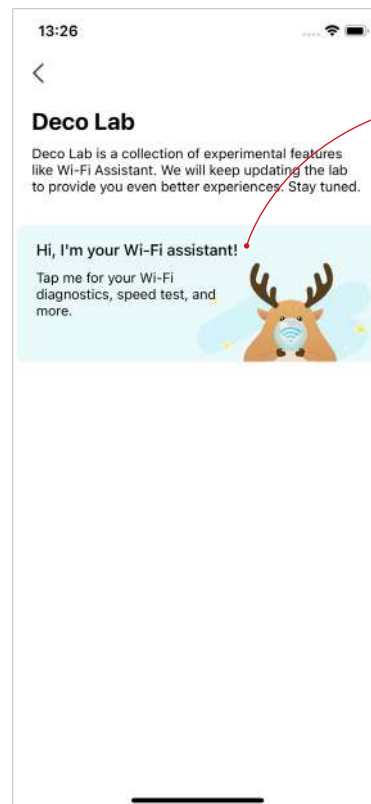 13:26
Deco Lab
Deco Lab is a collection of experimental features
like Wi-Fi Assistant. We will keep updating the lab
to provide you even better experiences. Stay tuned.
Hi, I'm your Wi-Fi assistant!
Tap me for your Wi-Fi
diagnostics, speed test, and
more.